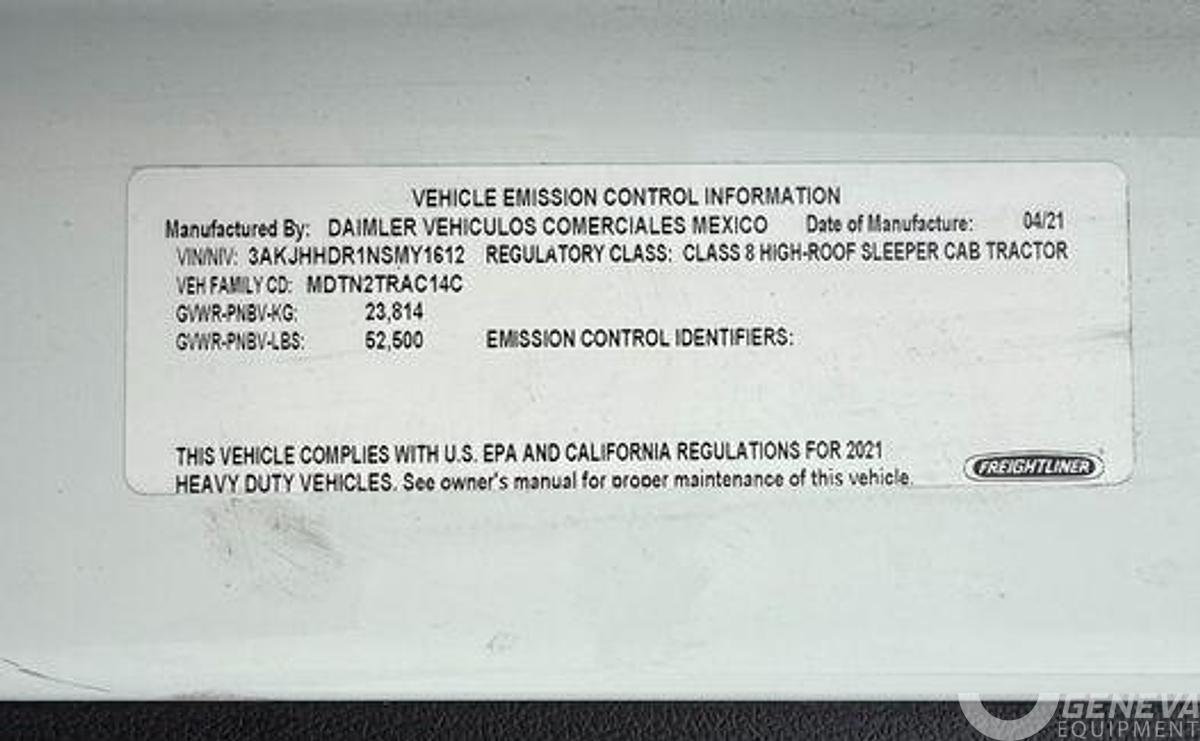 VEHICLE EMISSION CONTROL INFORMATION
Manufactured By: DAIMLER VEHICULOS COMERCIALES MEXICO Date of Manufacture: 04/21
VIN/NIV: 3AKJHHDR1NSMY1612 REGULATORY CLASS: CLASS 8 HIGH-ROOF SLEEPER CAB TRACTOR
VEH FAMILY CD: MDTN2TRAC14C
GVWR-PNBV-KG: 23,814
GVWR-PNBV-LBS: 52,500 EMISSION CONTROL IDENTIFIERS:
THIS VEHICLE COMPLIES WITH U.S. EPA AND CALIFORNIA REGULATIONS FOR 2021
HEAVY DUTY VEHICLES. See owner's manual for proper maintenance of this vehicle.
FREIGHTLINER
GENEVA
EQUIPMENT